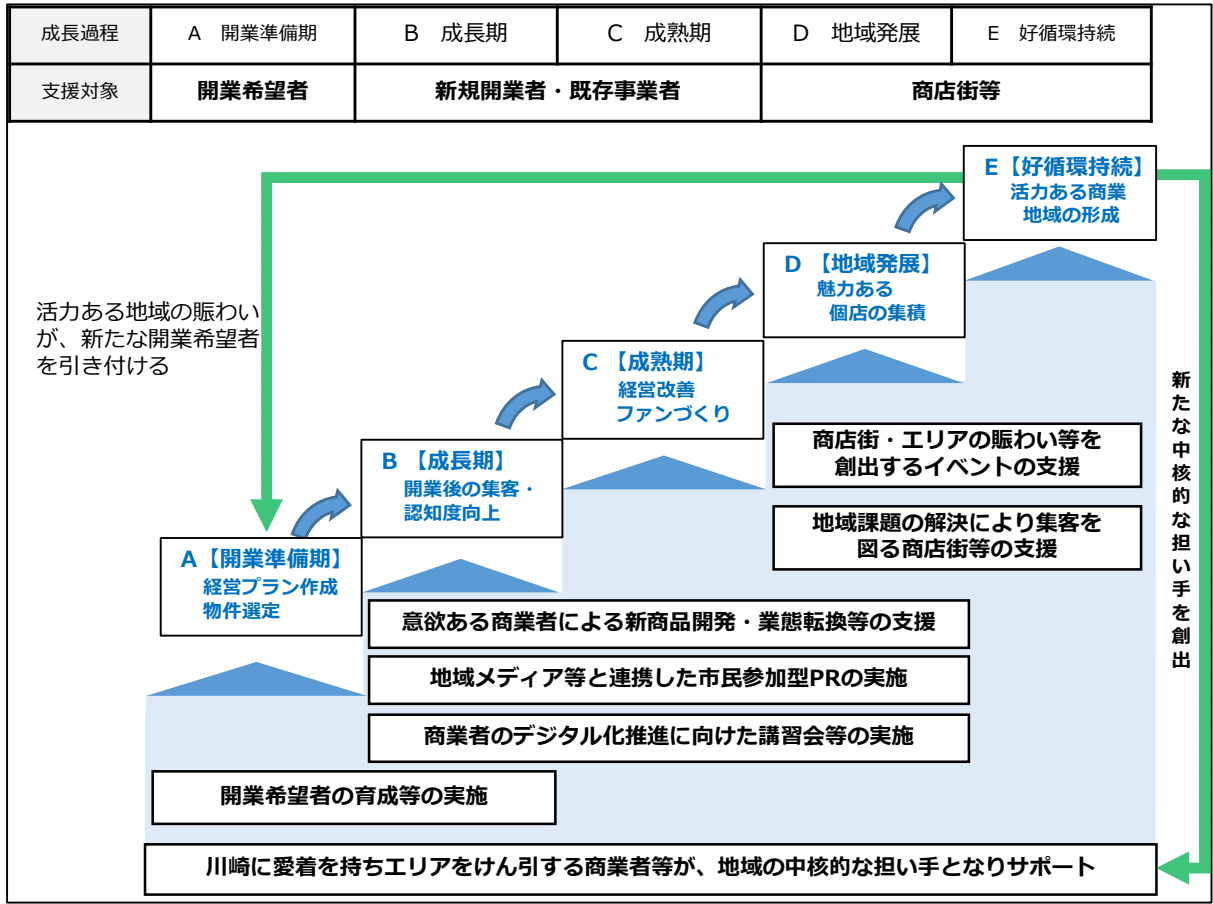 成長過程
A 開業準備期
B 成長期
C 成熟期
D 地域発展
E 好循環持続
支援対象
開業希望者
新規開業者・既存事業者
商店街等
E【好循環持続】
活力ある商業
地域の形成
D 【地域発展】
魅力ある
個店の集積
C 【成熟期】
経営改善
ファンづくり
B 【成長期】
開業後の集客・
認知度向上
A【開業準備期】
経営プラン作成
物件選定
活力ある地域の賑わい
が、新たな開業希望者
を引き付ける
新たな中核的な担い手を創出
商店街・エリアの賑わい等を
創出するイベントの支援
地域課題の解決により集客を
図る商店街等の支援
意欲ある商業者による新商品開発・業態転換等の支援
地域メディア等と連携した市民参加型PRの実施
商業者のデジタル化推進に向けた講習会等の実施
開業希望者の育成等の実施
川崎に愛着を持ちエリアをけん引する商業者等が、地域の中核的な担い手となりサポート